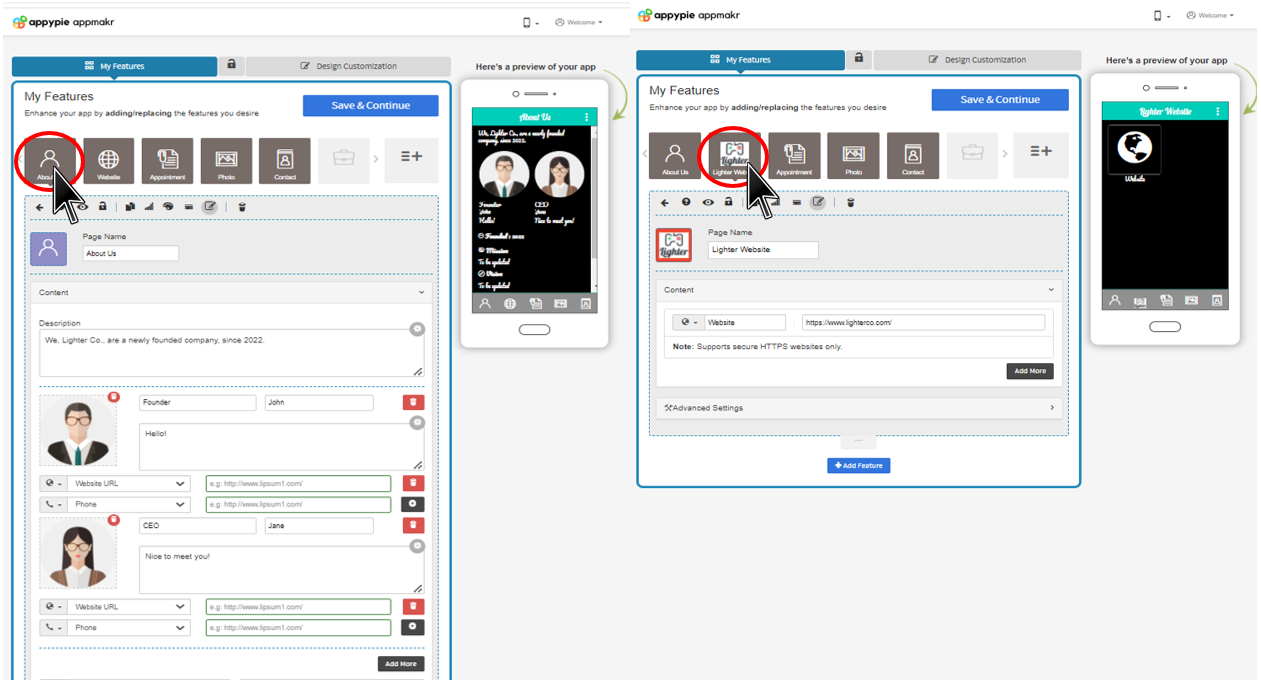 appypie appmakr
Welcome
My Features
Design Customization
My Features
Enhance your app by adding/replacing the features you desire
Save & Continue
Website
Appointment
Photo
Contact
Page Name
About Us
Content
Description
We, Lighter Co., are a newly founded company, since 2022.
Founder
John
Hello!
Website URL
e.g: http://www.lipsum1.com/
Phone
e.g: http://www.lipsum1.com/
CEO
Jane
Nice to meet you!
Website URL
e.g: http://www.lipsum1.com/
Phone
e.g: http://www.lipsum1.com/
Add More
Here's a preview of your app
About Us
We, Lighter Co., are a newly founded
company, since 2022.
Founder
John
Hello!
CEO
Jane
Nice to meet you!
Founded : 2022
Mission
To be updated
Vision
To be updated
appypie appmakr
Welcome
My Features
Design Customization
My Features
Enhance your app by adding/replacing the features you desire
Save & Continue
About Us
Lighter
Appointment
Photo
Contact
Lighter
Page Name
Lighter Website
Content
Website
https://www.lighterco.com/
Note: Supports secure HTTPS websites only.
Add More
Advanced Settings
Add Feature
Here's a preview of your app
Lighter Website
Website